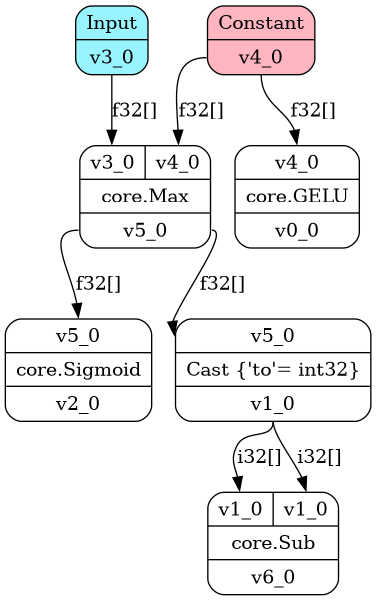 Input
v3_0
Constant
v4_0
f32[]
f32[]
f32[]
v3_0 v4_0
core.Max
v5_0
v4_0
core.GELU
v0_0
f32[]
f32[]
v5_0
core.Sigmoid
v2_0
v5_0
Cast {'to'= int32}
v1_0
i32[]
i32[]
v1_0 v1_0
core.Sub
v6_0